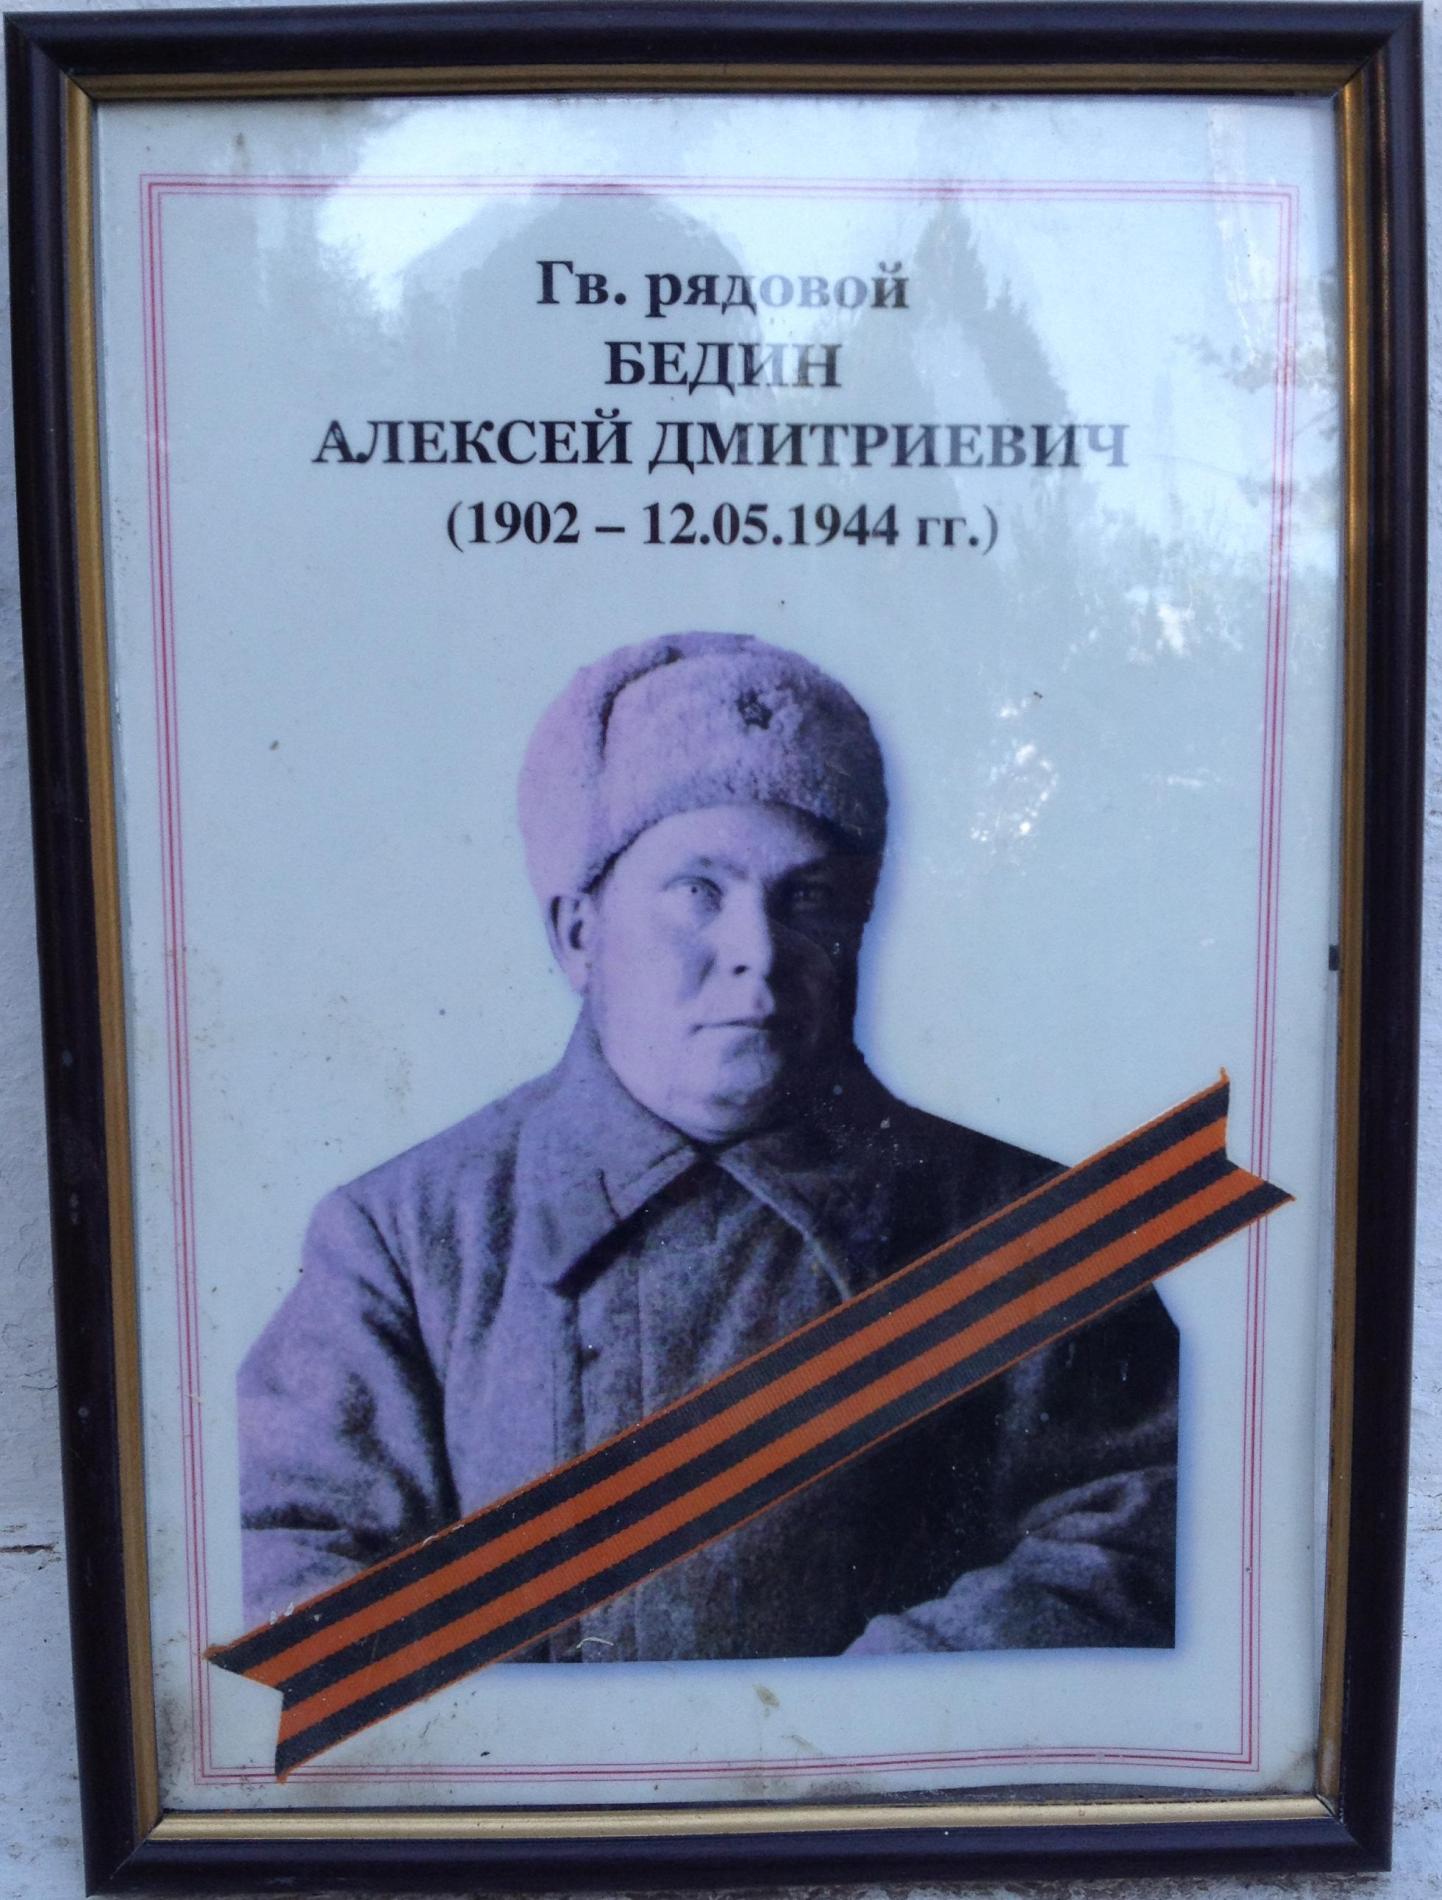 Гв. рядовой
БЕДИН
АЛЕКСЕЙ ДМИТРИЕВИЧ
(1902 – 12.05.1944 гг.)